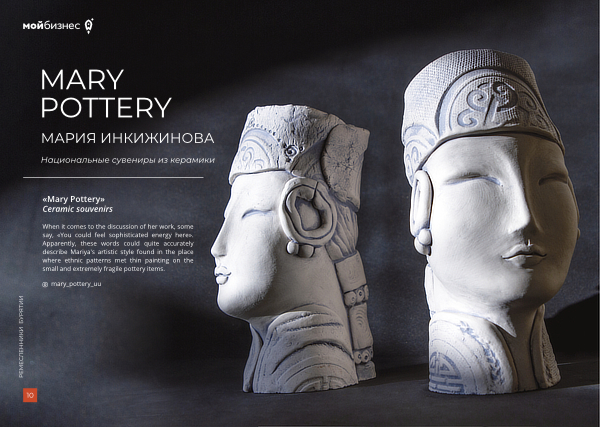 мойбизнес
MARY
POTTERY
МАРИЯ ИНКИЖИНОВА
Национальные сувениры из керамики
«Mary Pottery»
Ceramic souvenirs
When it comes to the discussion of her work, some
say, «You could feel sophisticated energy here».
Apparently, these words could quite accurately
describe Mariya's artistic style found in the place
where ethnic patterns met thin painting on the
small and extremely fragile pottery items.
@ mary_pottery_uu
РЕМЕСЛЕННИКИ БУРЯТИИ
10